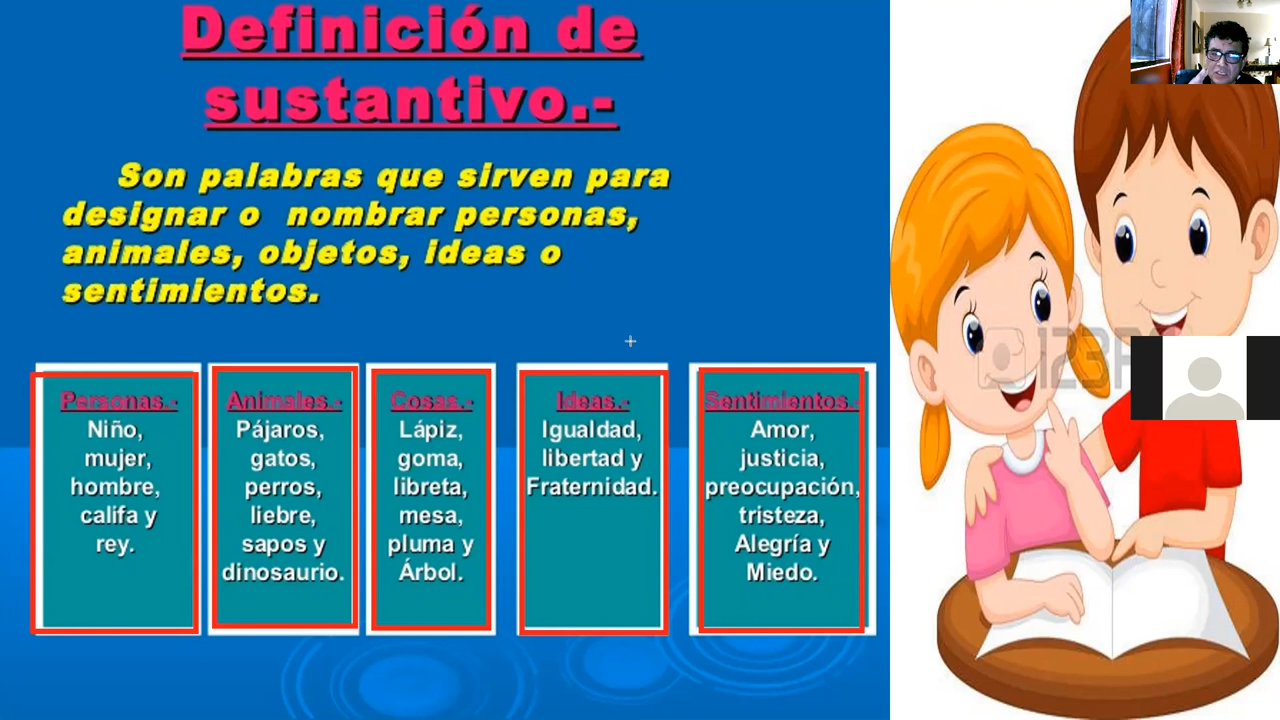 Definición de
sustantivo.-
Son palabras que sirven para
designar o nombrar personas,
animales, objetos, ideas o
sentimientos.
Personas.-
Niño,
mujer,
hombre,
califa y
rey.
Animales.-
Pájaros,
gatos,
perros,
liebre,
sapos y
dinosaurio.
Cosas.-
Lápiz,
goma,
libreta,
mesa,
pluma y
Árbol.
Ideas.-
Igualdad,
libertad y
Fraternidad.
Sentimientos.-
Amor,
justicia,
preocupación,
tristeza,
Alegría y
Miedo.